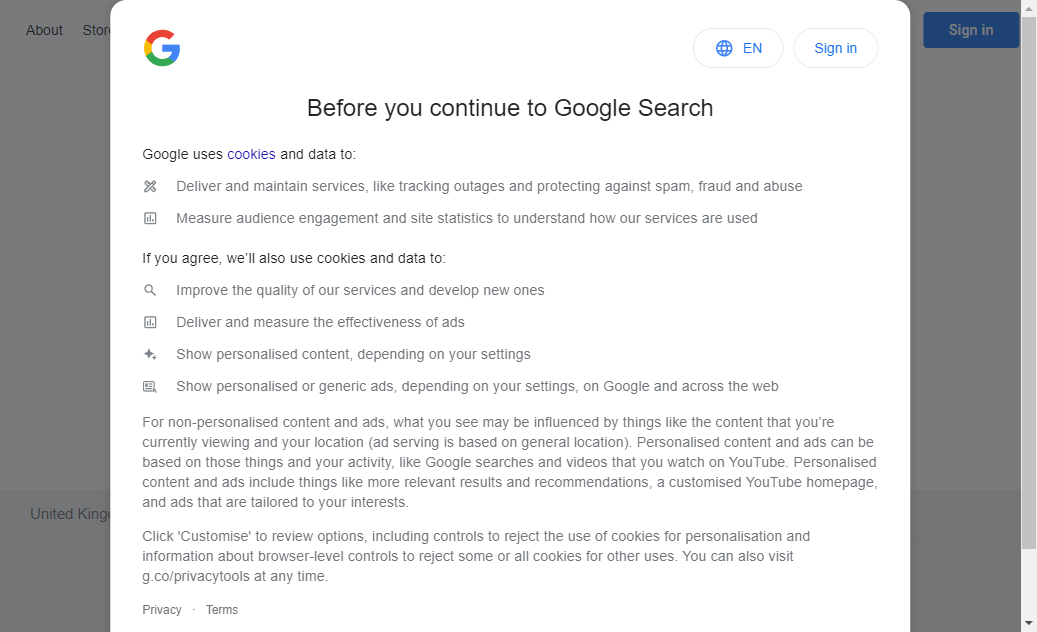 About Store
Sign in
EN
Sign in
Before you continue to Google Search
Google uses cookies and data to:
Deliver and maintain services, like tracking outages and protecting against spam, fraud and abuse
Measure audience engagement and site statistics to understand how our services are used
If you agree, we’ll also use cookies and data to:
Improve the quality of our services and develop new ones
Deliver and measure the effectiveness of ads
Show personalised content, depending on your settings
Show personalised or generic ads, depending on your settings, on Google and across the web
For non-personalised content and ads, what you see may be influenced by things like the content that you’re
currently viewing and your location (ad serving is based on general location). Personalised content and ads can be
based on those things and your activity, like Google searches and videos that you watch on YouTube. Personalised
content and ads include things like more relevant results and recommendations, a customised YouTube homepage,
and ads that are tailored to your interests.
United King
Click 'Customise' to review options, including controls to reject the use of cookies for personalisation and
information about browser-level controls to reject some or all cookies for other uses. You can also visit
g.co/privacytools at any time.
Privacy · Terms